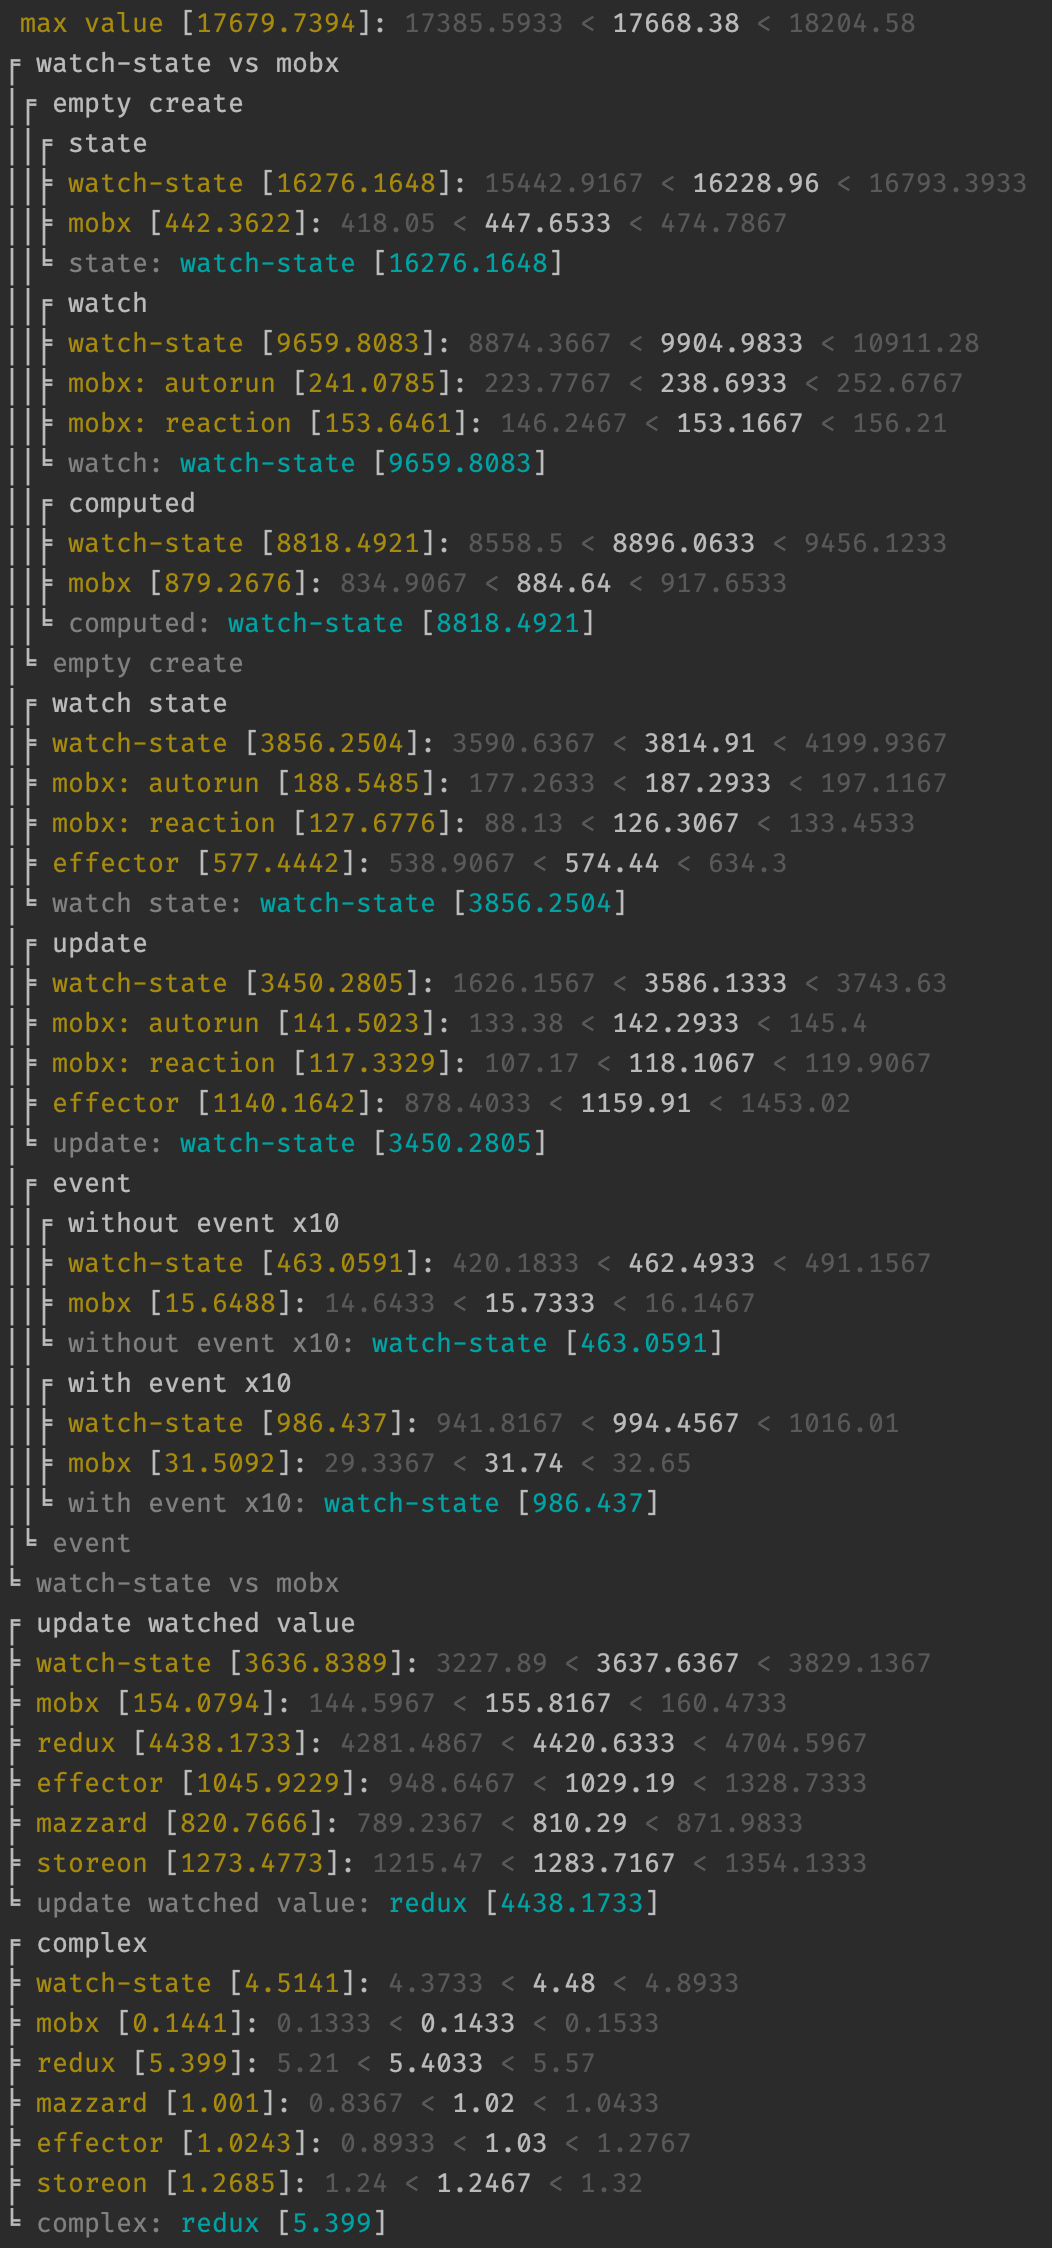 max value [17679.7394]: 17385.5933 < 17668.38 < 18204.58
╒ watch-state vs mobx
│╒ empty create
││╒ state
││╞ watch-state [16276.1648]: 15442.9167 < 16228.96 < 16793.3933
││╞ mobx [442.3622]: 418.05 < 447.6533 < 474.7867
││╘ state: watch-state [16276.1648]
││╒ watch
││╞ watch-state [9659.8083]: 8874.3667 < 9904.9833 < 10911.28
││╞ mobx: autorun [241.0785]: 223.7767 < 238.6933 < 252.6767
││╞ mobx: reaction [153.6461]: 146.2467 < 153.1667 < 156.21
││╘ watch: watch-state [9659.8083]
││╒ computed
││╞ watch-state [8818.4921]: 8558.5 < 8896.0633 < 9456.1233
││╞ mobx [879.2676]: 834.9067 < 884.64 < 917.6533
││╘ computed: watch-state [8818.4921]
│╘ empty create
│╒ watch state
│╞ watch-state [3856.2504]: 3590.6367 < 3814.91 < 4199.9367
│╞ mobx: autorun [188.5485]: 177.2633 < 187.2933 < 197.1167
│╞ mobx: reaction [127.6776]: 88.13 < 126.3067 < 133.4533
│╞ effector [577.4442]: 538.9067 < 574.44 < 634.3
│╘ watch state: watch-state [3856.2504]
│╒ update
│╞ watch-state [3450.2805]: 1626.1567 < 3586.1333 < 3743.63
│╞ mobx: autorun [141.5023]: 133.38 < 142.2933 < 145.4
│╞ mobx: reaction [117.3329]: 107.17 < 118.1067 < 119.9067
│╞ effector [1140.1642]: 878.4033 < 1159.91 < 1453.02
│╘ update: watch-state [3450.2805]
│╒ event
││╒ without event x10
││╞ watch-state [463.0591]: 420.1833 < 462.4933 < 491.1567
││╞ mobx [15.6488]: 14.6433 < 15.7333 < 16.1467
││╘ without event x10: watch-state [463.0591]
││╒ with event x10
││╞ watch-state [986.437]: 941.8167 < 994.4567 < 1016.01
││╞ mobx [31.5092]: 29.3367 < 31.74 < 32.65
││╘ with event x10: watch-state [986.437]
│╘ event
╘ watch-state vs mobx
╒ update watched value
╞ watch-state [3636.8389]: 3227.89 < 3637.6367 < 3829.1367
╞ mobx [154.0794]: 144.5967 < 155.8167 < 160.4733
╞ redux [4438.1733]: 4281.4867 < 4420.6333 < 4704.5967
╞ effector [1045.9229]: 948.6467 < 1029.19 < 1328.7333
╞ mazzard [820.7666]: 789.2367 < 810.29 < 871.9833
╞ storeon [1273.4773]: 1215.47 < 1283.7167 < 1354.1333
╘ update watched value: redux [4438.1733]
╒ complex
╞ watch-state [4.5141]: 4.3733 < 4.48 < 4.8933
╞ mobx [0.1441]: 0.1333 < 0.1433 < 0.1533
╞ redux [5.399]: 5.21 < 5.4033 < 5.57
╞ mazzard [1.001]: 0.8367 < 1.02 < 1.0433
╞ effector [1.0243]: 0.8933 < 1.03 < 1.2767
╞ storeon [1.2685]: 1.24 < 1.2467 < 1.32
╘ complex: redux [5.399]